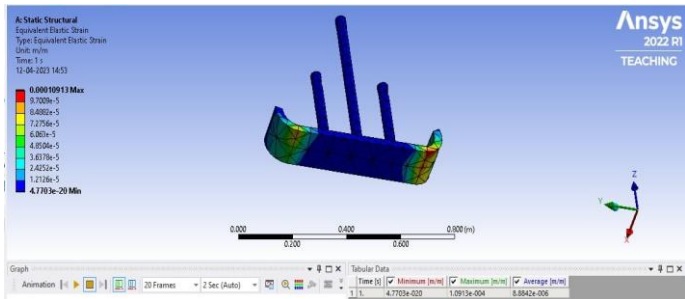 A: Static Structural
Equivalent Elastic Strain
Type: Equivalent Elastic Strain
Unit: m/m
Time: 1 s
12-04-2023 14:53
0.00010913 Max
9.7009e-5
8.4882e-5
7.2756e-5
6.063e-5
4.8504e-5
3.6378e-5
2.4252e-5
1.2126e-5
4.7703e-20 Min
Ansys
2022 R1
TEACHING
Z
Y
X
0.000 0.400 0.800 (m)
0.200 0.600
Graph
Animation 20 Frames 2 Sec (Auto)
Tabular Data
Time [s] Minimum [m/m] Maximum [m/m] Average [m/m]
1 1. 4.7703e-020 1.0913e-004 8.8842e-006